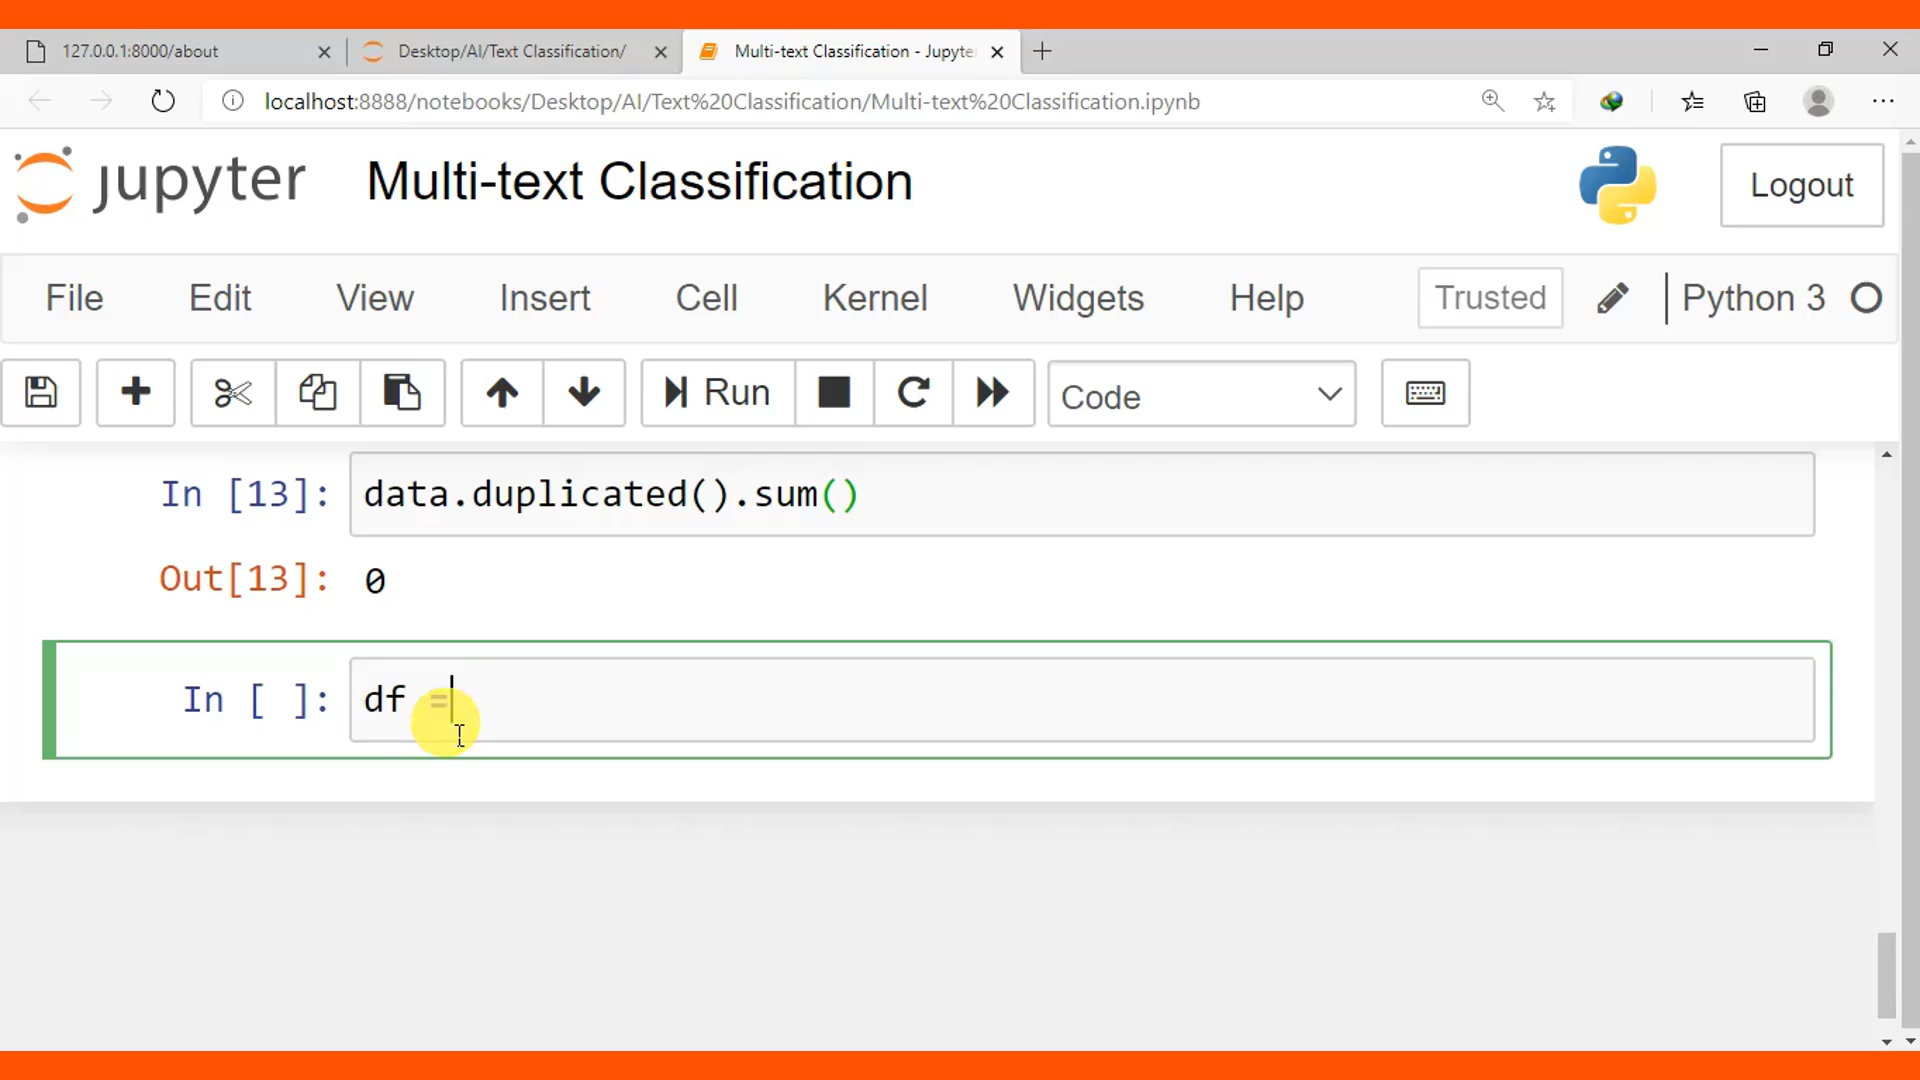 127.0.0.1:8000/about
Desktop/AI/Text Classification/
Multi-text Classification - Jupyte
localhost:8888/notebooks/Desktop/AI/Text%20Classification/Multi-text%20Classification.ipynb
jupyter Multi-text Classification
Logout
File Edit View Insert Cell Kernel Widgets Help Trusted Python 3
Run Code
In [13]: data.duplicated().sum()
Out[13]: 0
In [ ]: df =